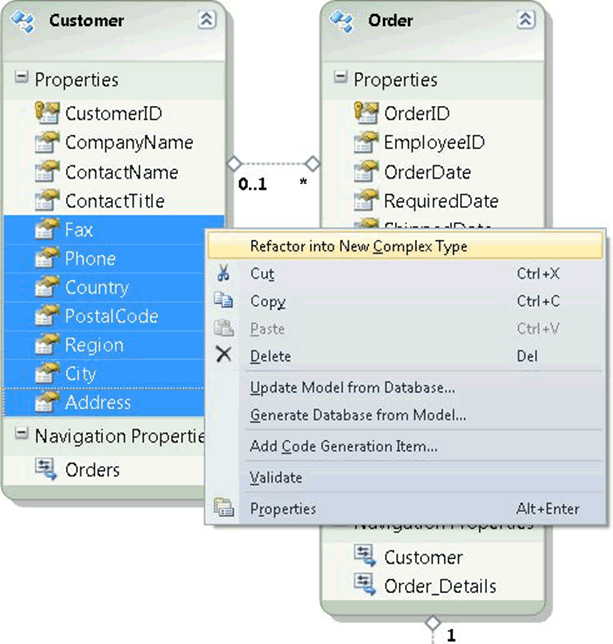 Customer
Properties
CustomerID
CompanyName
ContactName
ContactTitle
Fax
Phone
Country
PostalCode
Region
City
Address
Navigation Propertie
Orders
0..1 *
Order
Properties
OrderID
EmployeeID
OrderDate
RequiredDate
ShippedDate
Refactor into New Complex Type
Cut Ctrl+X
Copy Ctrl+C
Paste Ctrl+V
Delete Del
Update Model from Database...
Generate Database from Model...
Add Code Generation Item...
Validate
Properties Alt+Enter
Navigation Properties
Customer
Order_Details
1